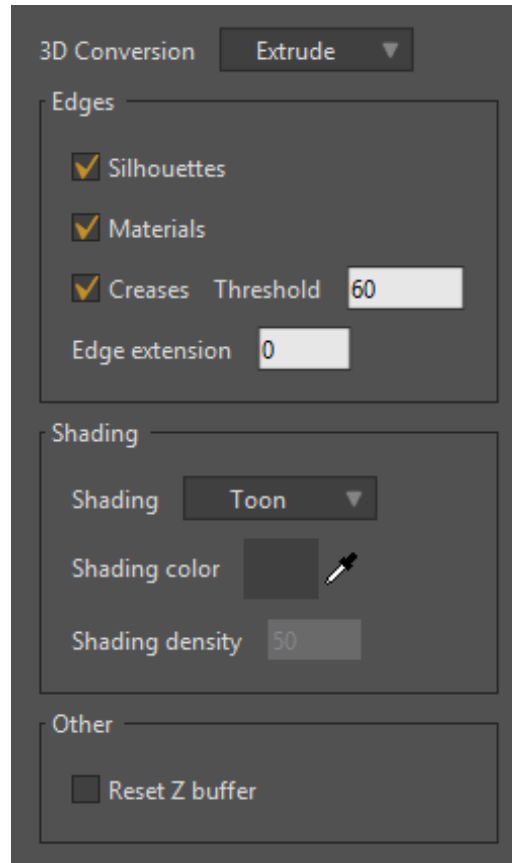 3D Conversion Extrude
Edges
Silhouettes
Materials
Creases Threshold 60
Edge extension 0
Shading
Shading Toon
Shading color
Shading density 50
Other
Reset Z buffer